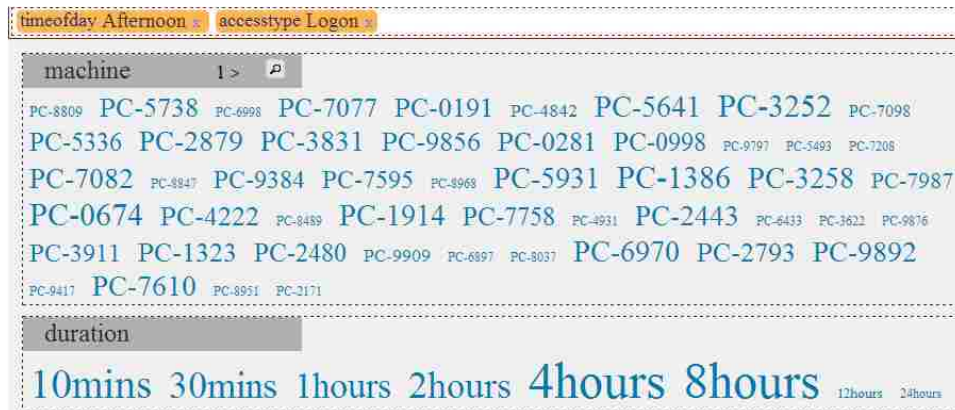 timeofday Afternoon x accesstype Logon x
machine 1 >
PC-8809 PC-5738 PC-6998 PC-7077 PC-0191 PC-4842 PC-5641 PC-3252 PC-7098
PC-5336 PC-2879 PC-3831 PC-9856 PC-0281 PC-0998 PC-9797 PC-5493 PC-7208
PC-7082 PC-8847 PC-9384 PC-7595 PC-8968 PC-5931 PC-1386 PC-3258 PC-7987
PC-0674 PC-4222 PC-8489 PC-1914 PC-7758 PC-4931 PC-2443 PC-6433 PC-3622 PC-9876
PC-3911 PC-1323 PC-2480 PC-9909 PC-6897 PC-8037 PC-6970 PC-2793 PC-9892
PC-9417 PC-7610 PC-8951 PC-2171
duration
10mins 30mins 1hours 2hours 4hours 8hours 12hours 24hours